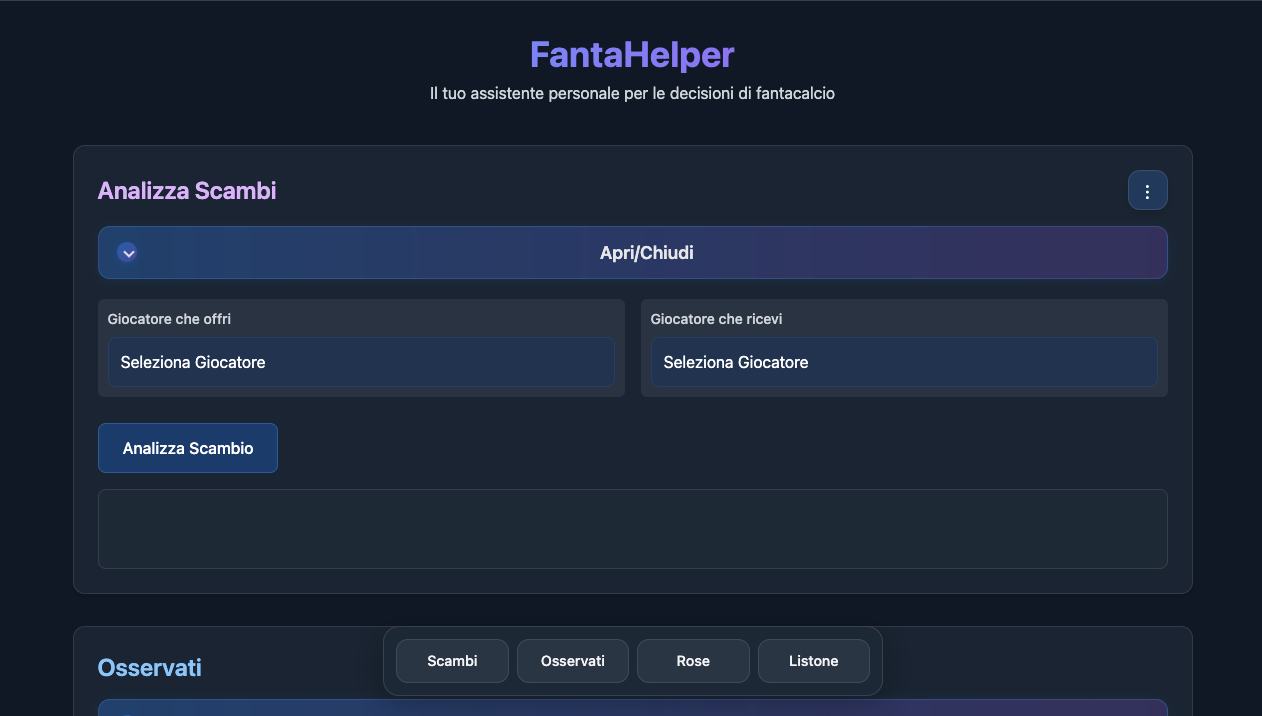 FantaHelper
Il tuo assistente personale per le decisioni di fantacalcio
Analizza Scambi
Apri/Chiudi
Giocatore che offri
Seleziona Giocatore
Giocatore che ricevi
Seleziona Giocatore
Analizza Scambio
Osservati
Scambi
Osservati
Rose
Listone